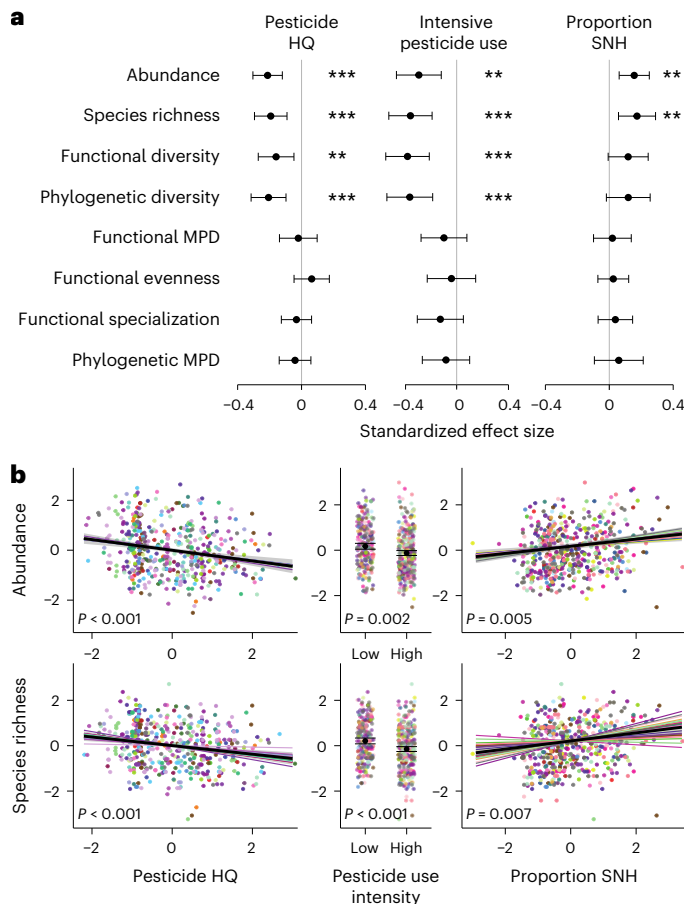 a
Pesticide HQ
Intensive pesticide use
Proportion SNH
Abundance *** ** **
Species richness *** *** **
Functional diversity ** ***
Phylogenetic diversity *** ***
Functional MPD
Functional evenness
Functional specialization
Phylogenetic MPD
−0.4 0 0.4 −0.4 0 0.4 −0.4 0 0.4
Standardized effect size
b
Abundance
2 0 −2
P < 0.001
−2 0 2
2 0 −2
P = 0.002
Low High
2 0 −2
P = 0.005
−2 0 2
Species richness
2 0 −2
P < 0.001
−2 0 2
Pesticide HQ
2 0 −2
P < 0.001
Low High
Pesticide use
intensity
2 0 −2
P = 0.007
−2 0 2
Proportion SNH